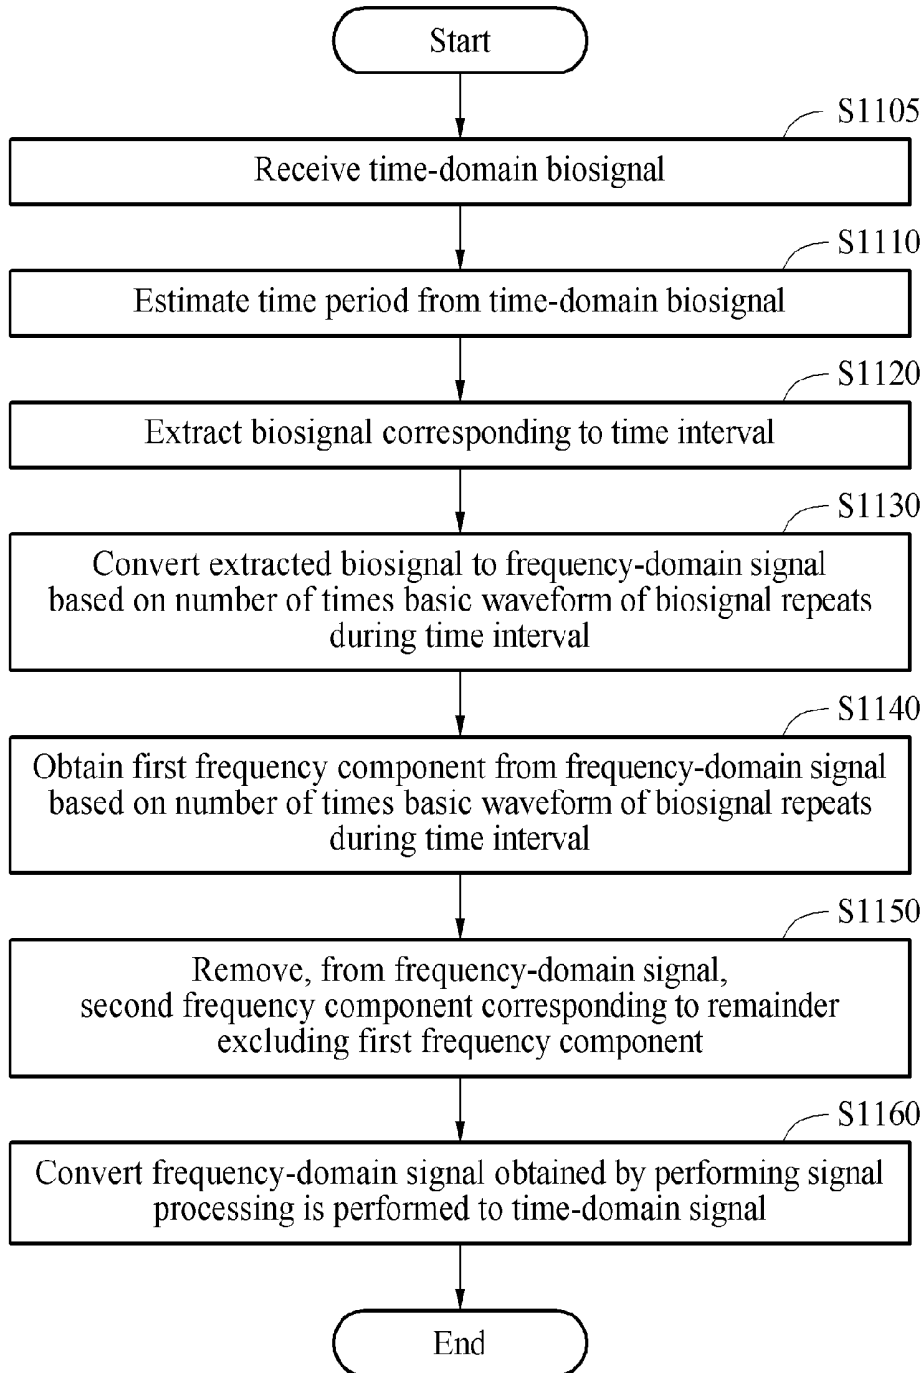 Start
S1105
Receive time-domain biosignal
S1110
Estimate time period from time-domain biosignal
S1120
Extract biosignal corresponding to time interval
S1130
Convert extracted biosignal to frequency-domain signal
based on number of times basic waveform of biosignal repeats
during time interval
S1140
Obtain first frequency component from frequency-domain signal
based on number of times basic waveform of biosignal repeats
during time interval
S1150
Remove, from frequency-domain signal,
second frequency component corresponding to remainder
excluding first frequency component
S1160
Convert frequency-domain signal obtained by performing signal
processing is performed to time-domain signal
End